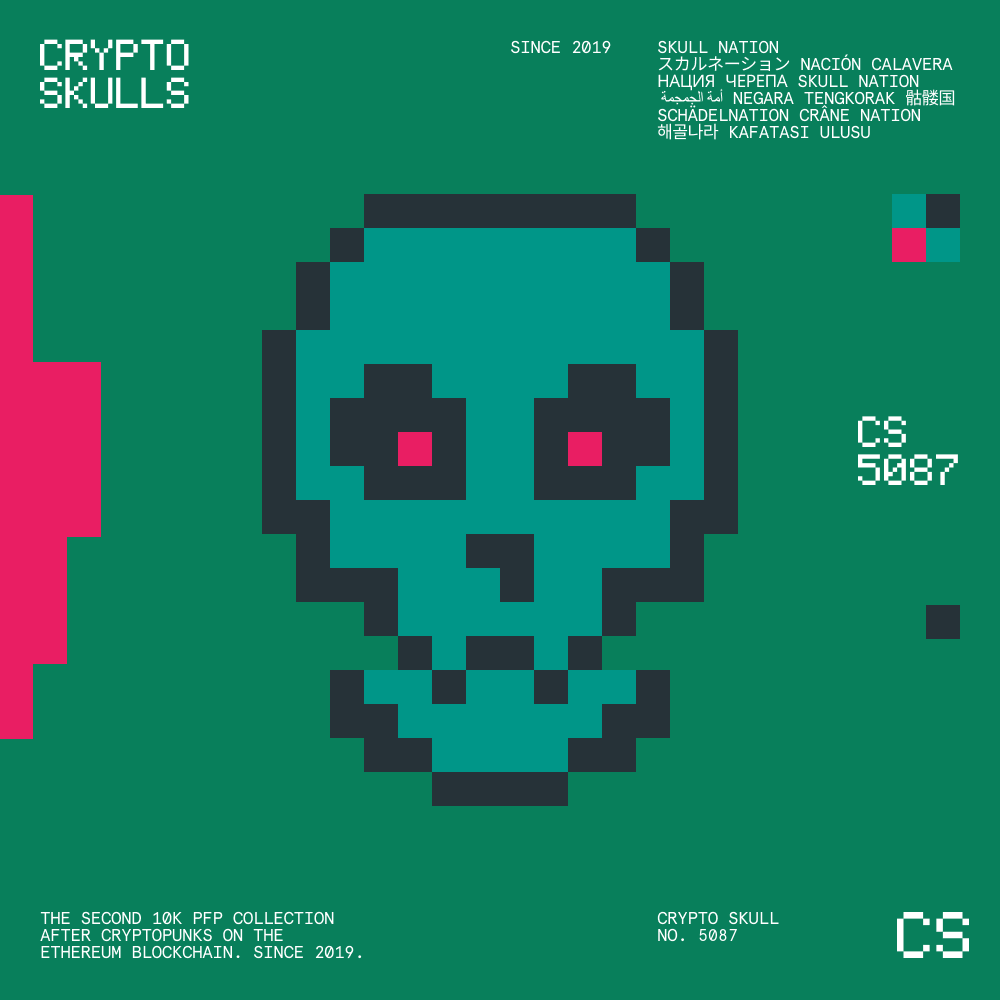 CRYPTO
SKULLS
SINCE 2019
SKULL NATION
スカルネーション NACIÓN CALAVERA
НАЦИЯ ЧЕРЕПА SKULL NATION
أمة الجمجمة NEGARA TENGKORAK 骷髅国
SCHÄDELNATION CRÂNE NATION
해골나라 KAFATASI ULUSU
CS
5087
THE SECOND 10K PFP COLLECTION
AFTER CRYPTOPUNKS ON THE
ETHEREUM BLOCKCHAIN. SINCE 2019.
CRYPTO SKULL
NO. 5087
CS